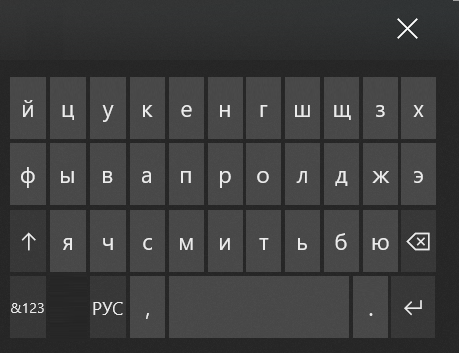 й ц у к е н г ш щ з х
ф ы в а п р о л д ж э
я ч с м и т ь б ю
&123 РУС , .